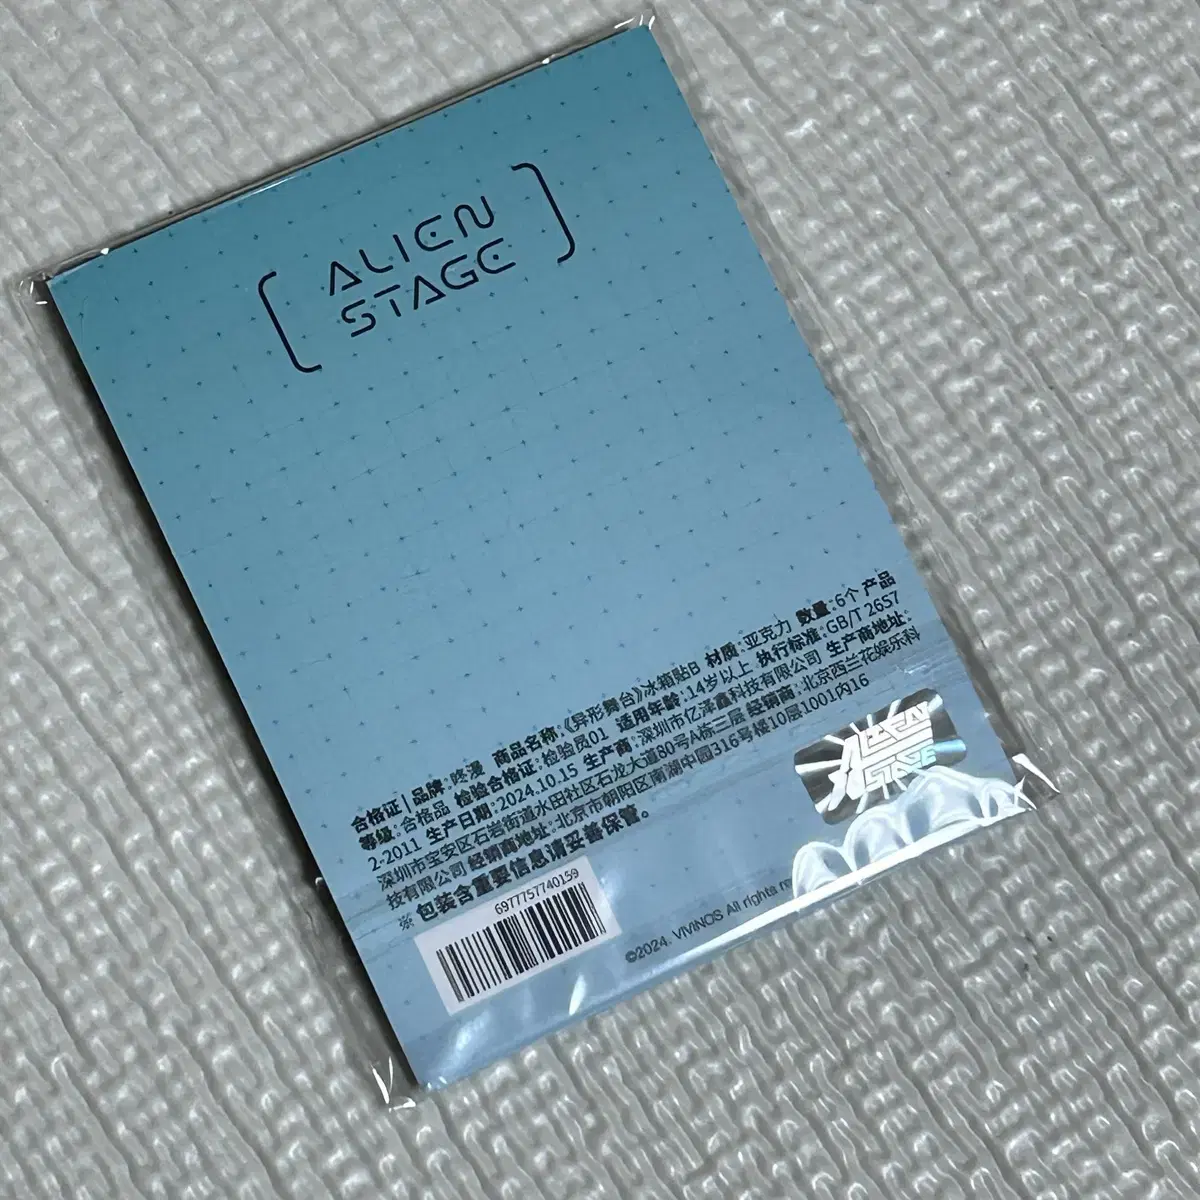 ALIEN
STAGE
合格证 | 品牌:咚漫 商品名称:《异形舞台》冰箱贴B 材质:亚克力 数量:6个 产品
等级:合格品 检验合格证:检验员01 适用年龄:14岁以上 执行标准:GB/T 2657
2-2011 生产日期:2024.10.15 生产商:深圳市亿泽鑫科技有限公司 生产商地址:
深圳市宝安区石岩街道水田社区石龙大道80号A栋三层 经销商:北京西兰花娱乐科
技有限公司 经销商地址:北京市朝阳区南湖中园316号楼10层1001内16
※ 包装含重要信息请妥善保管。
ALIEN
STAGE
6977757740159
©2024. VIVINOS All rights